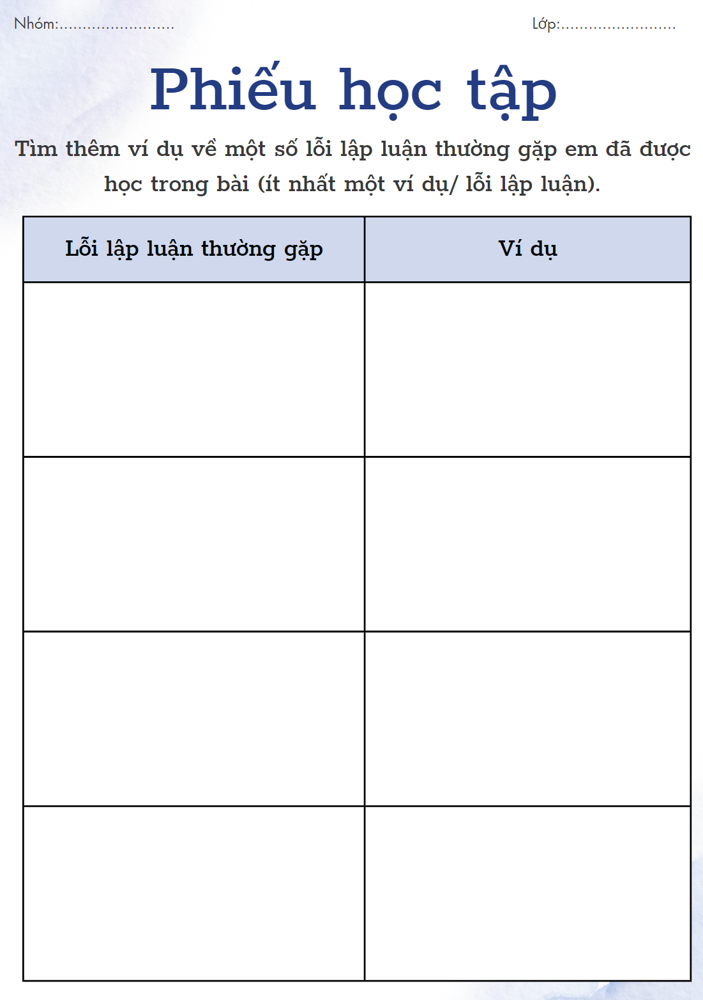 Nhóm:.........................
Lớp:.........................
Phiếu học tập
Tìm thêm ví dụ về một số lỗi lập luận thường gặp em đã được
học trong bài (ít nhất một ví dụ/ lỗi lập luận).
Lỗi lập luận thường gặp
Ví dụ